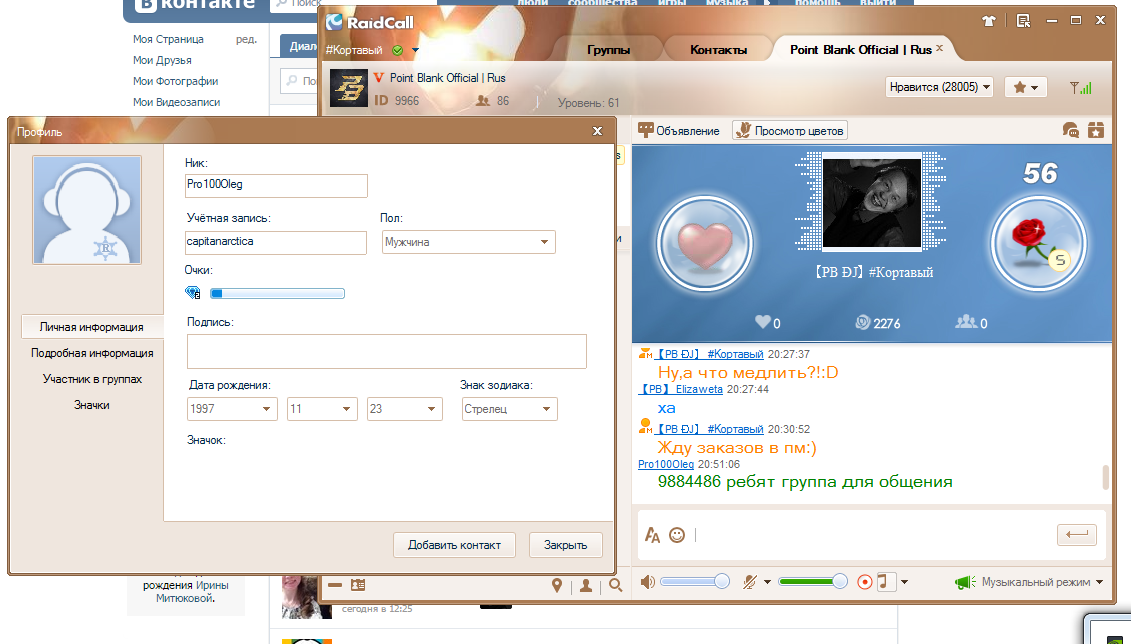 вконтакте
Поиск
люди сообщества игры музыка помощь выйти
Моя Страница ред.
Мои Друзья
Мои Фотографии
Мои Видеозаписи
RaidCall
#Кортавый
Группы
Контакты
Point Blank Official | Rus x
V Point Blank Official | Rus
ID 9966 86 Уровень: 61
Нравится (28005)
Профиль
Ник:
Pro100Oleg
Учётная запись: Пол:
capitanarctica Мужчина
Очки:
Личная информация
Подробная информация
Участник в группах
Значки
Подпись:
Дата рождения: Знак зодиака:
1997 11 23 Стрелец
Значок:
Добавить контакт Закрыть
Объявление Просмотр цветов
56
S
【PB ĐJ】#Кортавый
0 2276 0
【PB ĐJ】 #Кортавый 20:27:37
Ну,а что медлить?!:D
【PB】 Elizaweta 20:27:44
ха
【PB ĐJ】 #Кортавый 20:30:52
Жду заказов в пм:)
Pro100Oleg 20:51:06
9884486 ребят группа для общения
Музыкальный режим
рождения Ирины
Митюковой.
сегодня в 12:25